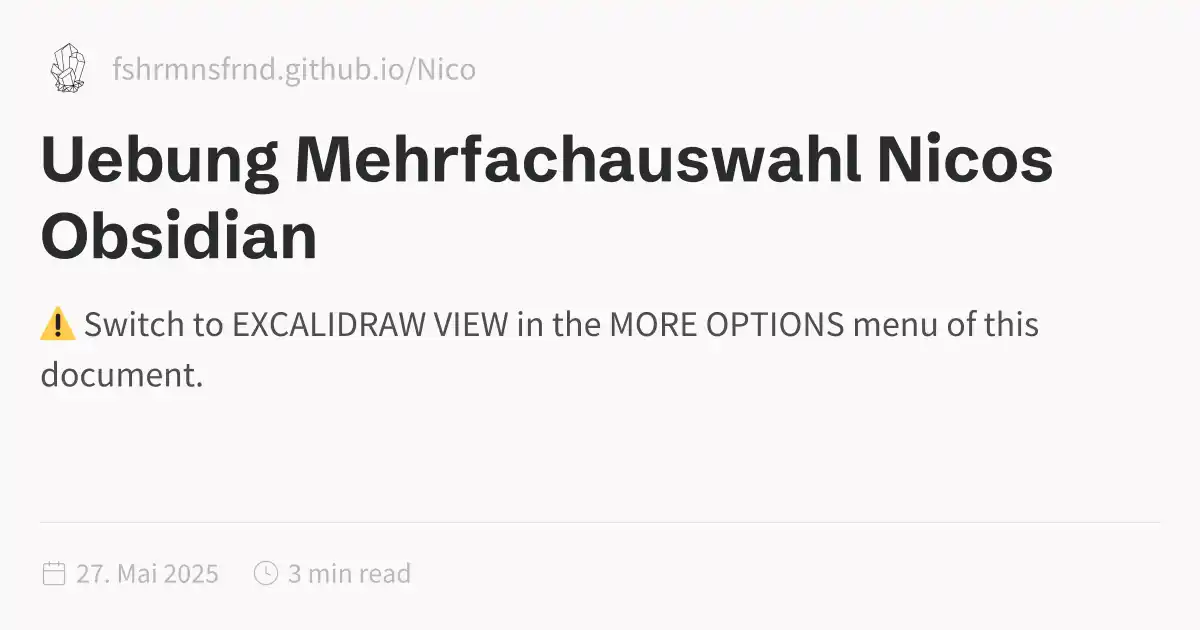 fshrmnsfrnd.github.io/Nico
Uebung Mehrfachauswahl Nicos
Obsidian
⚠️ Switch to EXCALIDRAW VIEW in the MORE OPTIONS menu of this
document.
27. Mai 2025 3 min read